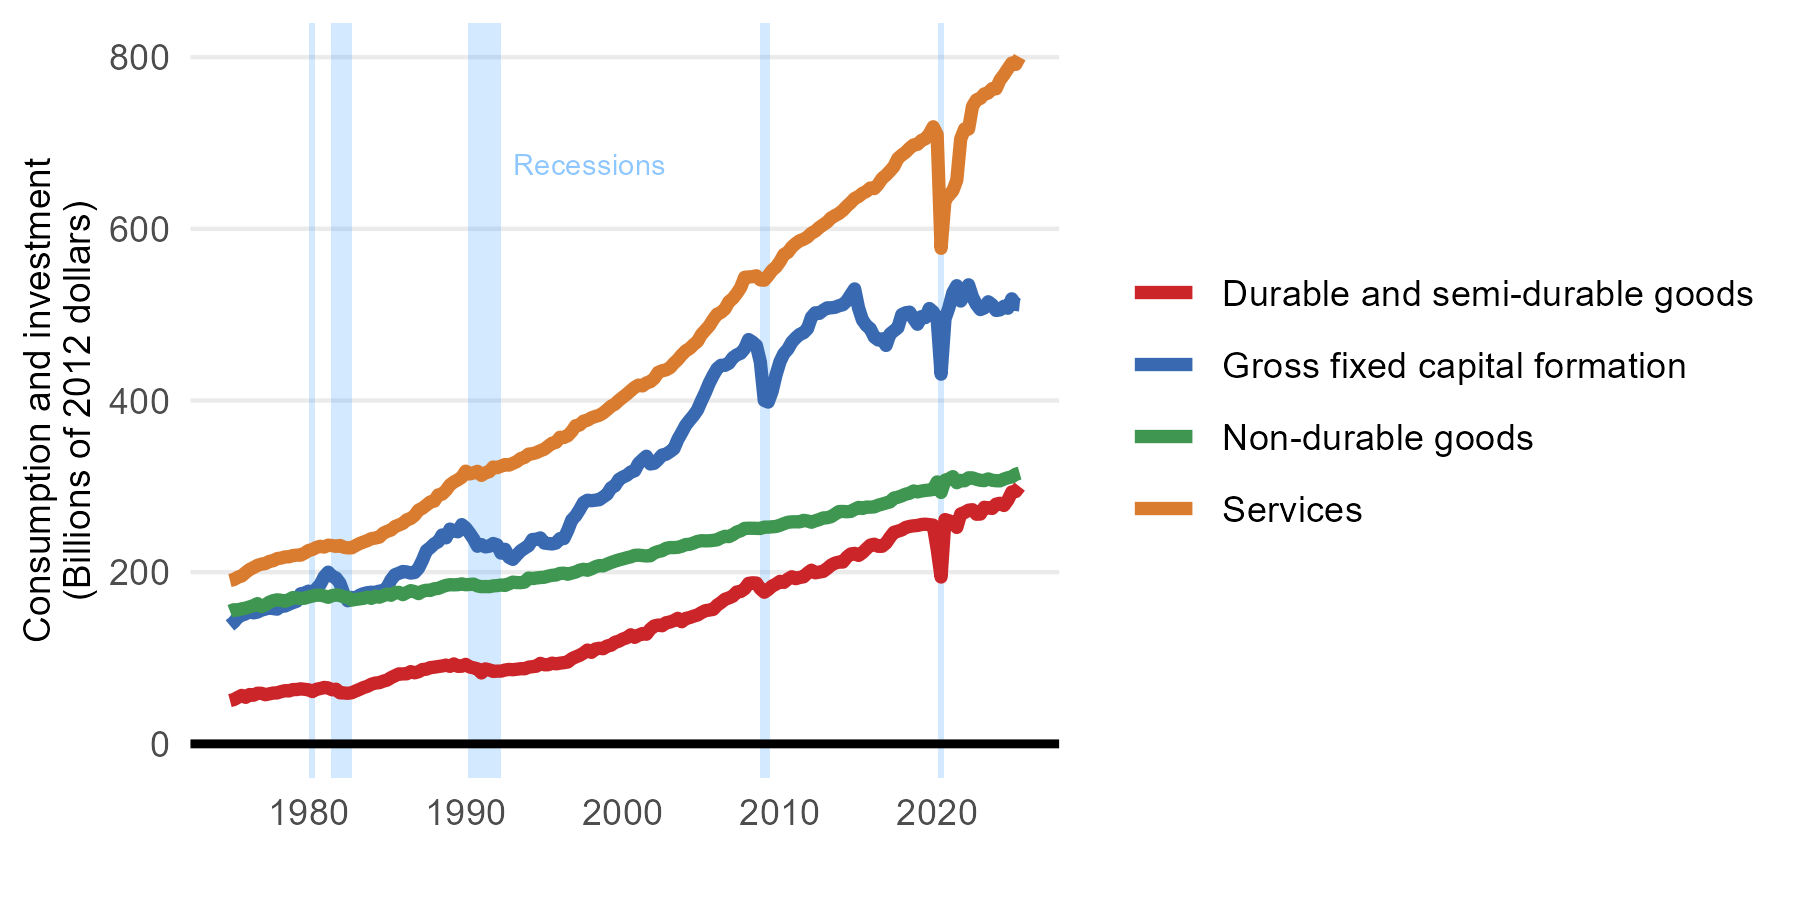 Consumption and investment
(Billions of 2012 dollars)
800
600
400
200
0
Recessions
1980
1990
2000
2010
2020
Durable and semi-durable goods
Gross fixed capital formation
Non-durable goods
Services